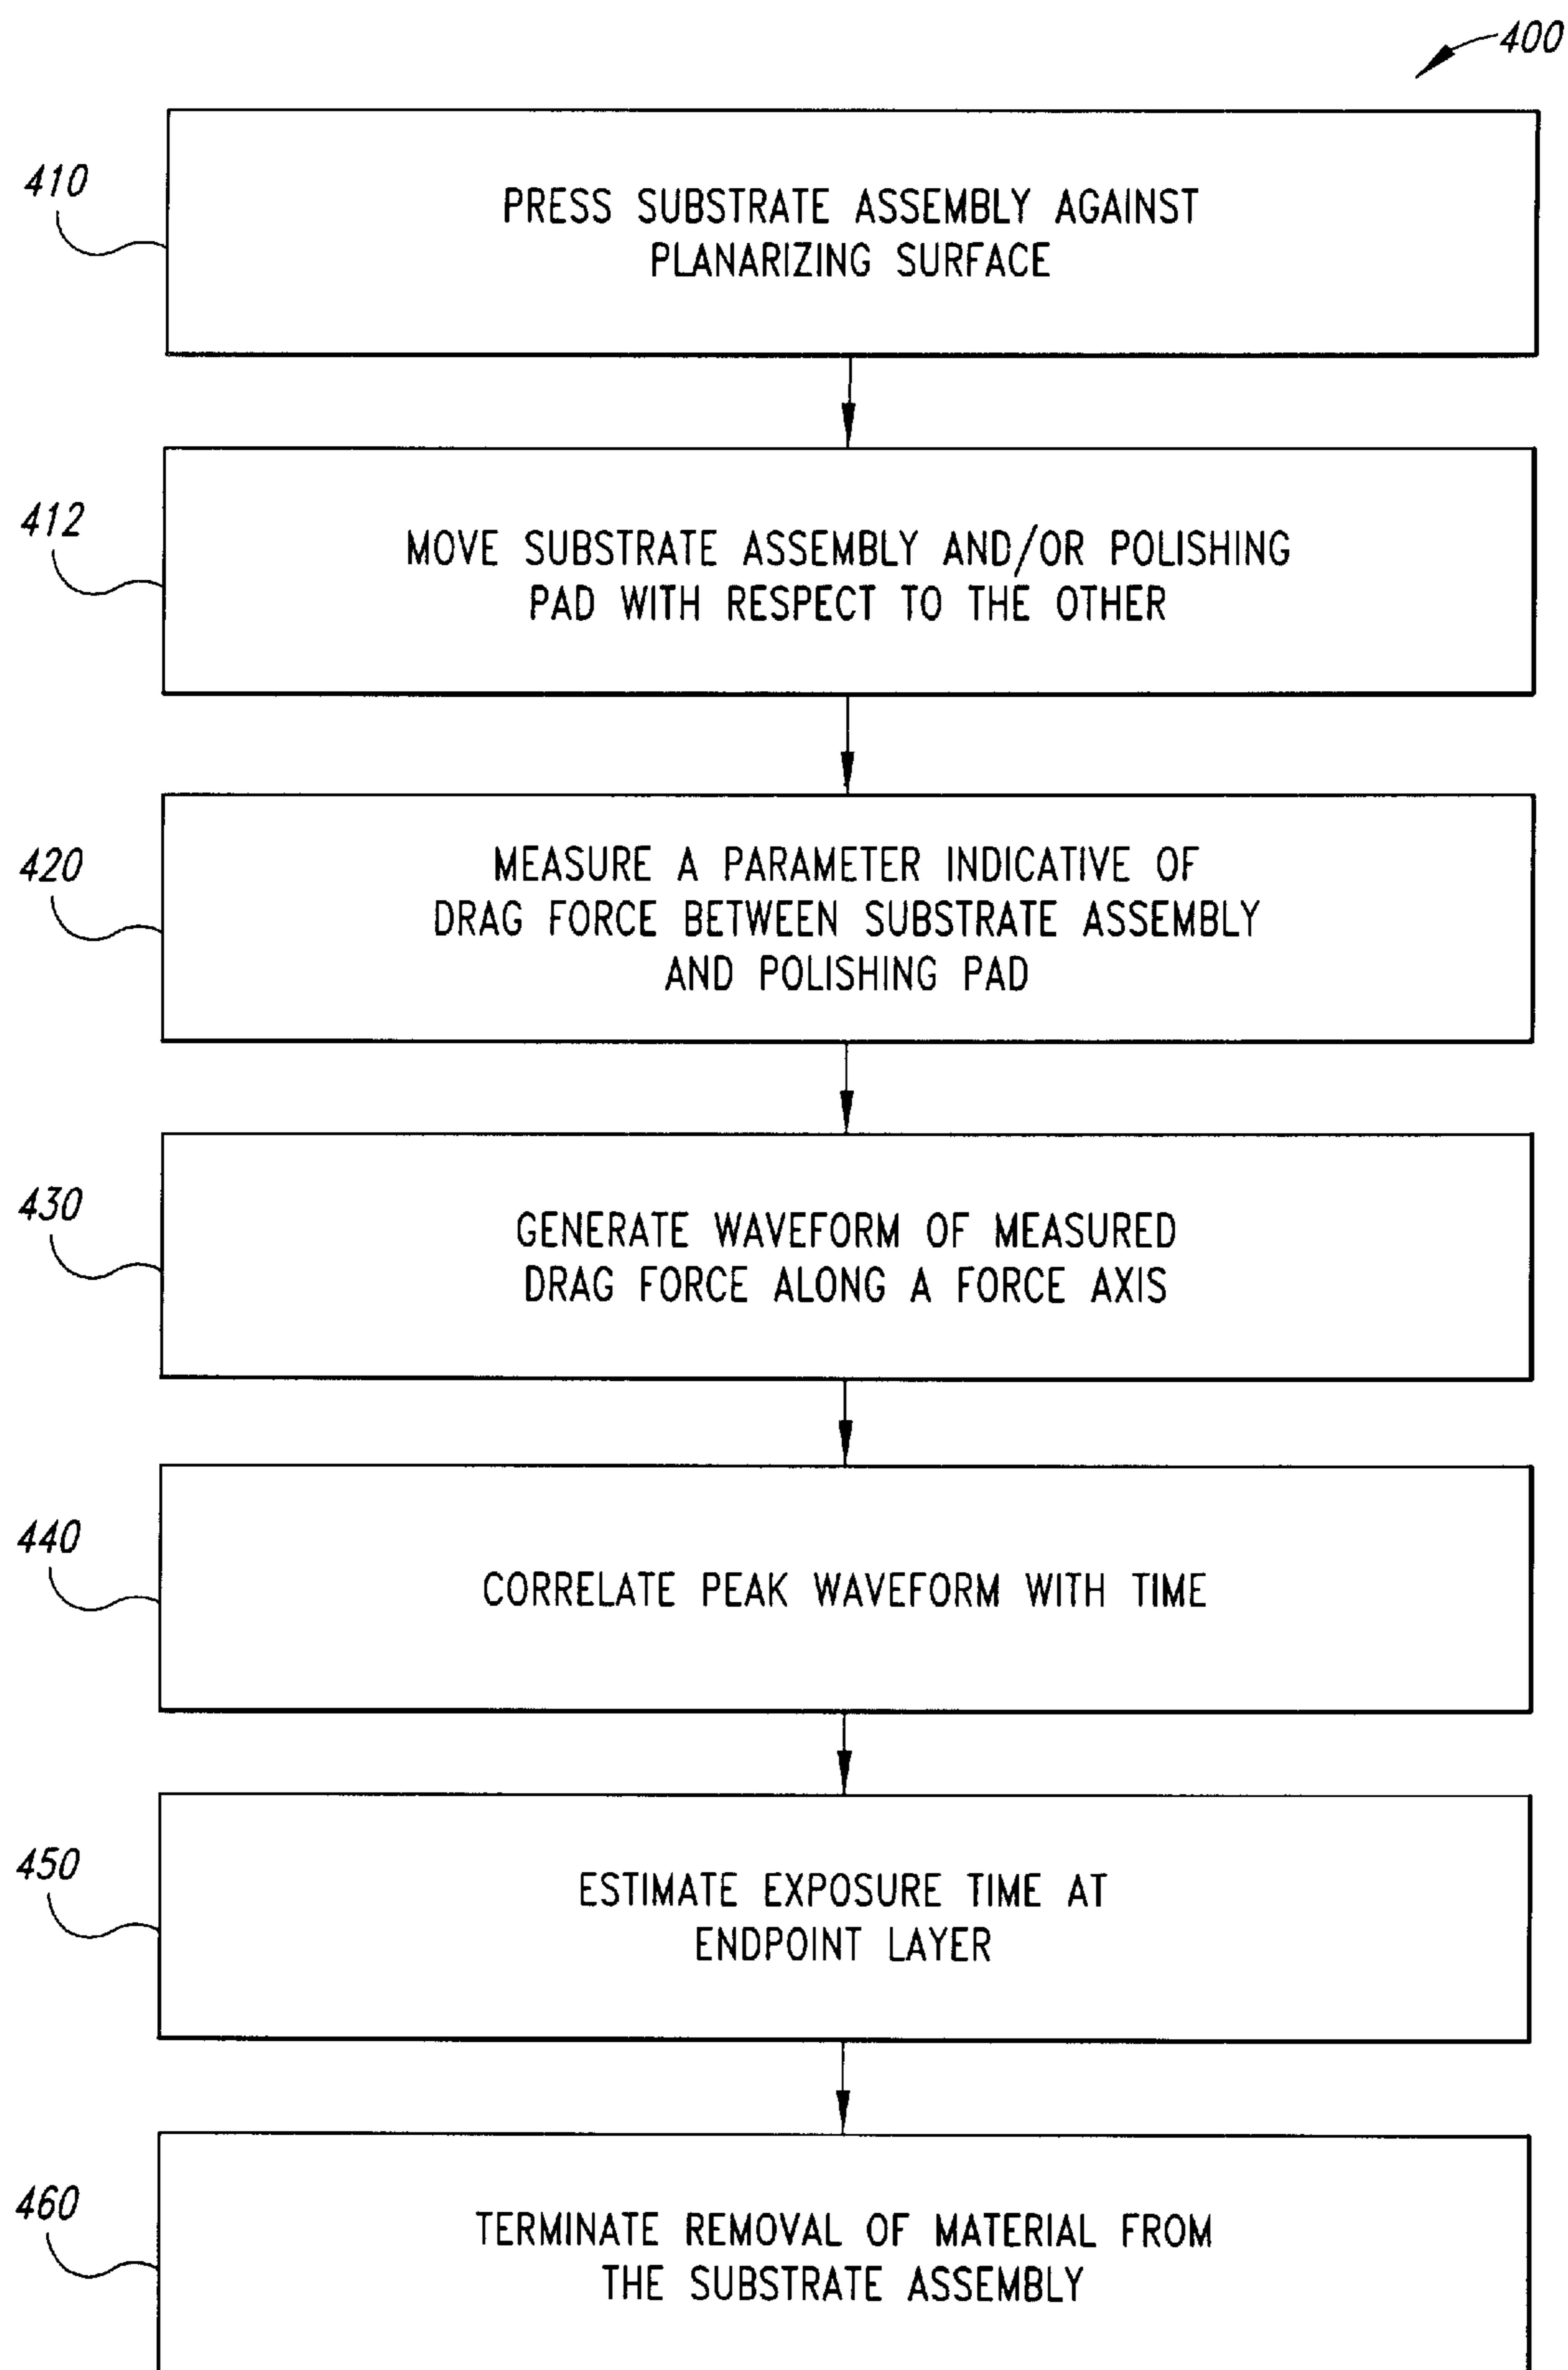 400
410
PRESS SUBSTRATE ASSEMBLY AGAINST
PLANARIZING SURFACE
412
MOVE SUBSTRATE ASSEMBLY AND/OR POLISHING
PAD WITH RESPECT TO THE OTHER
420
MEASURE A PARAMETER INDICATIVE OF
DRAG FORCE BETWEEN SUBSTRATE ASSEMBLY
AND POLISHING PAD
430
GENERATE WAVEFORM OF MEASURED
DRAG FORCE ALONG A FORCE AXIS
440
CORRELATE PEAK WAVEFORM WITH TIME
450
ESTIMATE EXPOSURE TIME AT
ENDPOINT LAYER
460
TERMINATE REMOVAL OF MATERIAL FROM
THE SUBSTRATE ASSEMBLY